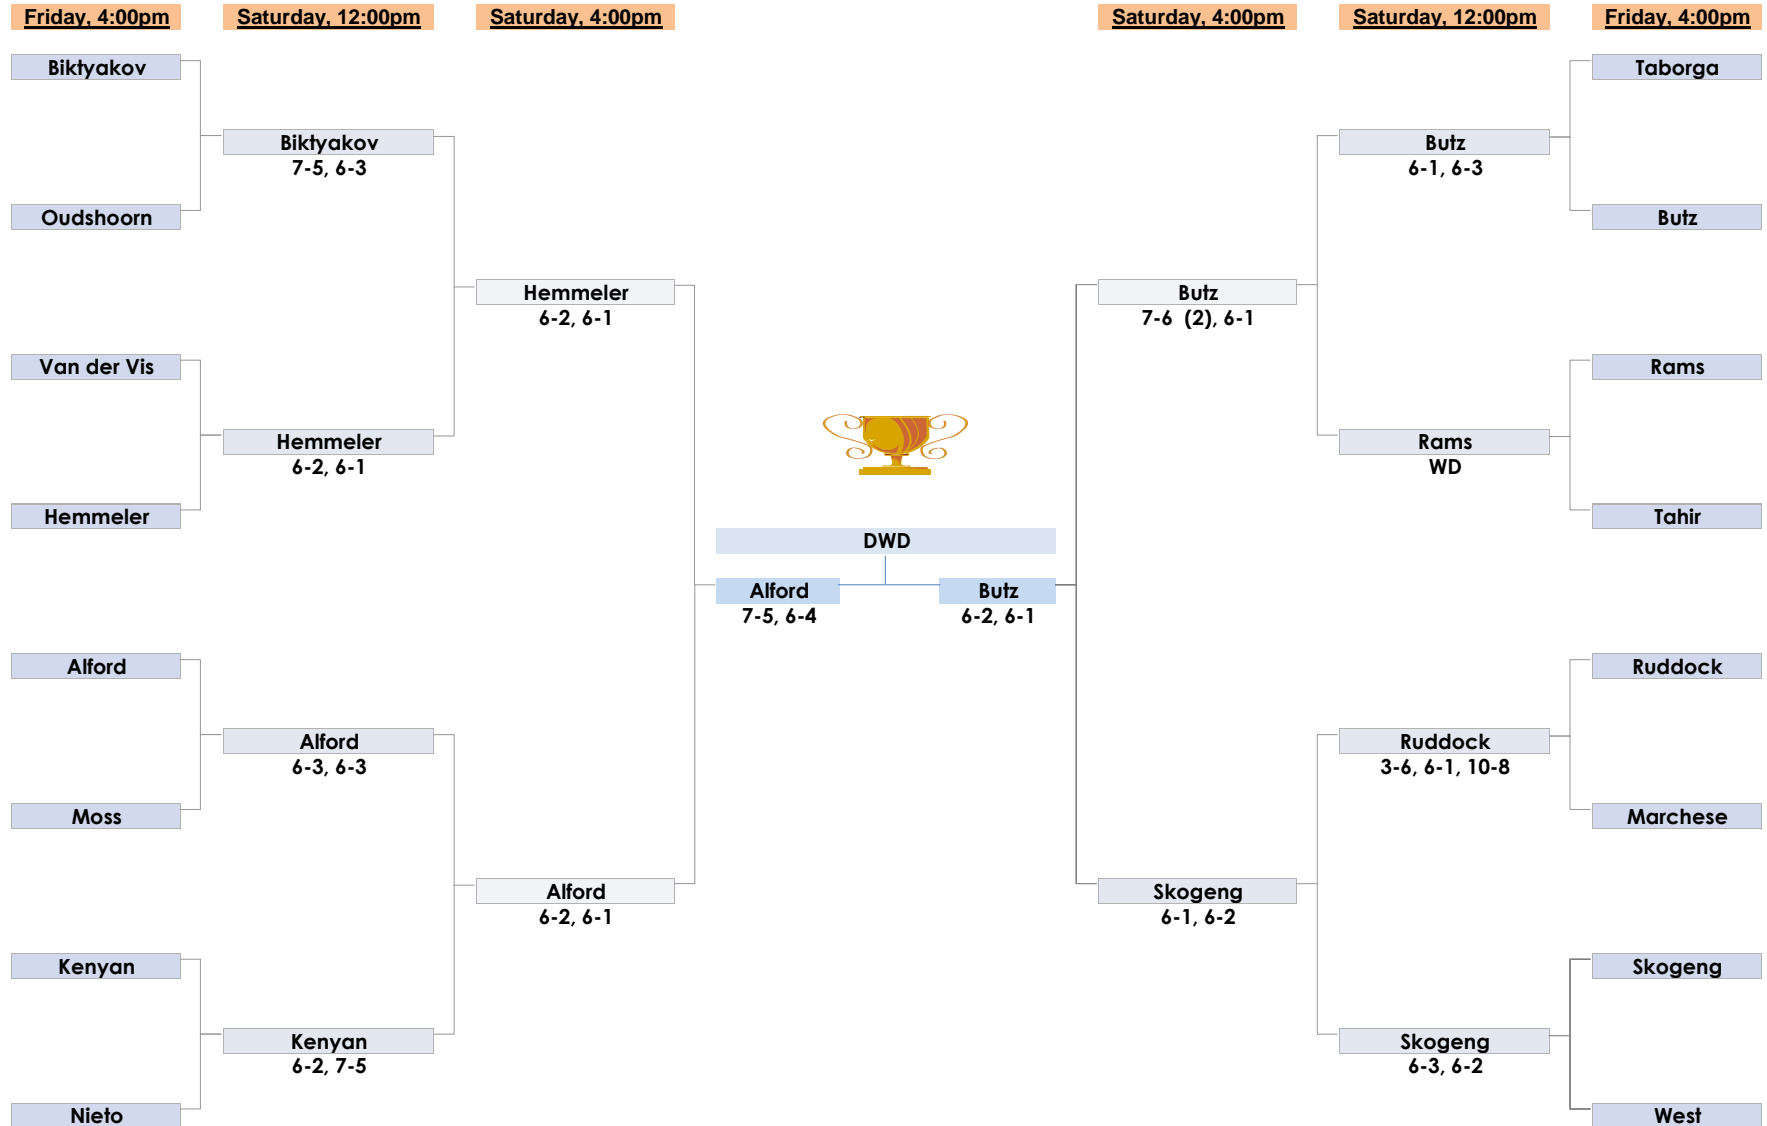 Friday, 4:00pm Saturday, 12:00pm Saturday, 4:00pm Saturday, 4:00pm Saturday, 12:00pm Friday, 4:00pm
Biktyakov Taborga
Biktyakov Butz
7-5, 6-3 6-1, 6-3
Oudshoorn Butz
Hemmeler Butz
6-2, 6-1 7-6 (2), 6-1
Van der Vis Rams
Hemmeler Rams
6-2, 6-1 WD
Hemmeler Tahir
DWD
Alford Butz
7-5, 6-4 6-2, 6-1
Alford Ruddock
Alford Ruddock
6-3, 6-3 3-6, 6-1, 10-8
Moss Marchese
Alford Skogeng
6-2, 6-1 6-1, 6-2
Kenyan Skogeng
Kenyan Skogeng
6-2, 7-5 6-3, 6-2
Nieto West